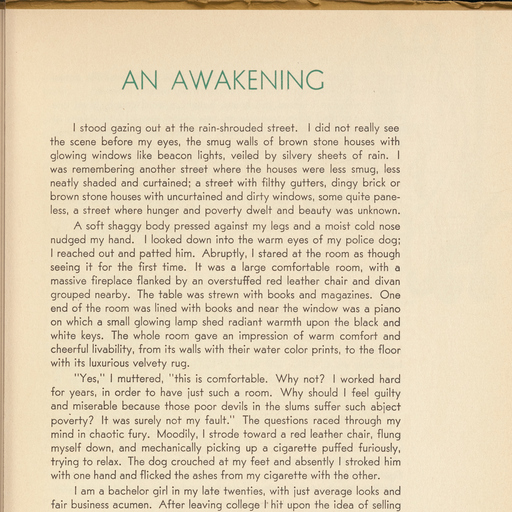 AN AWAKENING
I stood gazing out at the rain-shrouded street. I did not really see
the scene before my eyes, the smug walls of brown stone houses with
glowing windows like beacon lights, veiled by silvery sheets of rain. I
was remembering another street where the houses were less smug, less
neatly shaded and curtained; a street with filthy gutters, dingy brick or
brown stone houses with uncurtained and dirty windows, some quite pane-
less, a street where hunger and poverty dwelt and beauty was unknown.
A soft shaggy body pressed against my legs and a moist cold nose
nudged my hand. I looked down into the warm eyes of my police dog;
I reached out and patted him. Abruptly, I stared at the room as though
seeing it for the first time. It was a large comfortable room, with a
massive fireplace flanked by an overstuffed red leather chair and divan
grouped nearby. The table was strewn with books and magazines. One
end of the room was lined with books and near the window was a piano
on which a small glowing lamp shed radiant warmth upon the black and
white keys. The whole room gave an impression of warm comfort and
cheerful livability, from its walls with their water color prints, to the floor
with its luxurious velvety rug.
"Yes," I muttered, "this is comfortable. Why not? I worked hard
for years, in order to have just such a room. Why should I feel guilty
and miserable because those poor devils in the slums suffer such abject
poverty? It was surely not my fault." The questions raced through my
mind in chaotic fury. Moodily, I strode toward a red leather chair, flung
myself down, and mechanically picking up a cigarette puffed furiously,
trying to relax. The dog crouched at my feet and absently I stroked him
with one hand and flicked the ashes from my cigarette with the other.
I am a bachelor girl in my late twenties, with just average looks and
fair business acumen. After leaving college I hit upon the idea of selling